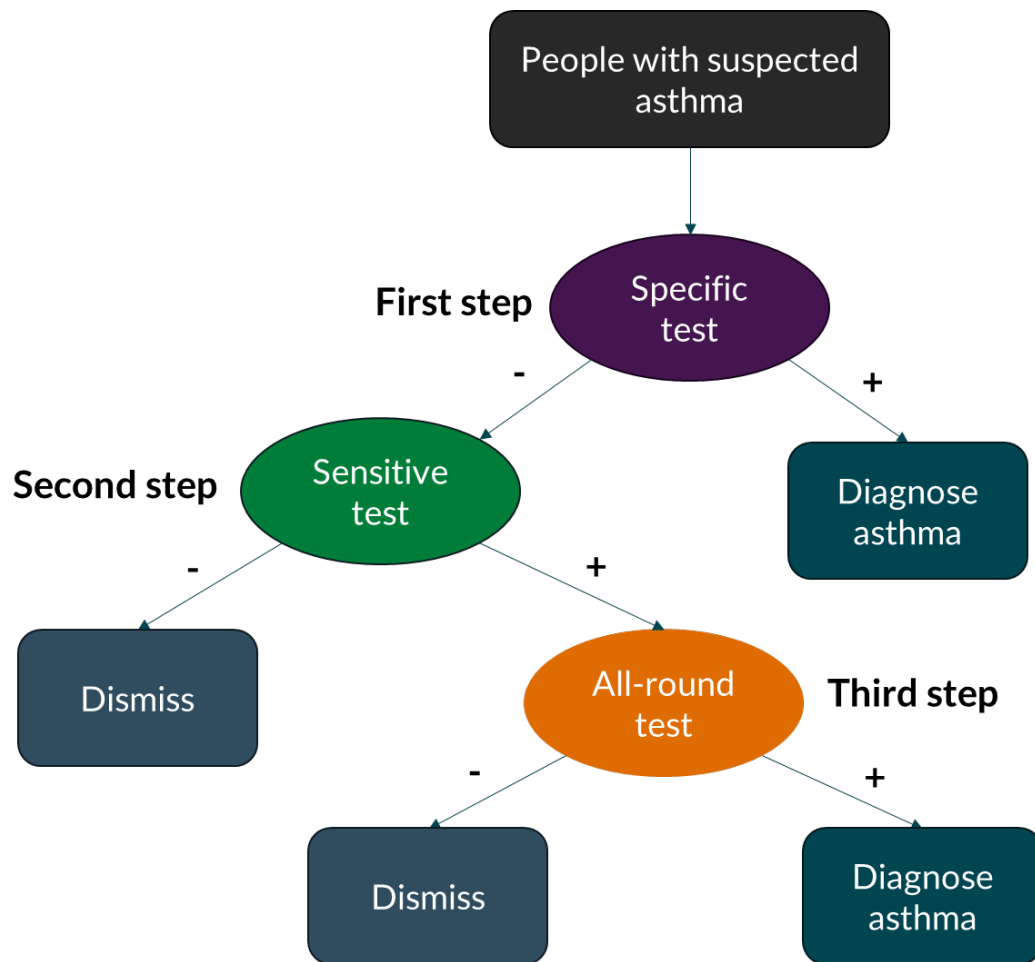 People with suspected
asthma
First step
Specific
test
-
+
Second step
Sensitive
test
Diagnose
asthma
-
+
Dismiss
All-round
test
Third step
-
+
Dismiss
Diagnose
asthma